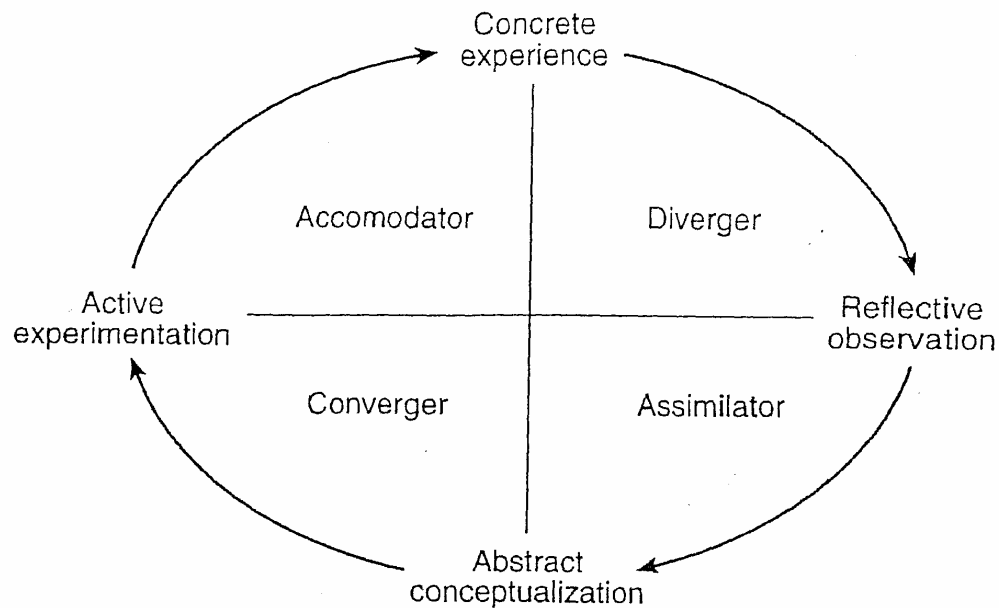 Concrete
experience
Accomodator
Diverger
Active
experimentation
Reflective
observation
Converger
Assimilator
Abstract
conceptualization